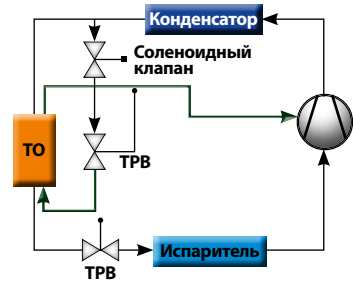 Конденсатор
Соленоидный
клапан
ТО
ТРВ
Испаритель
ТРВ